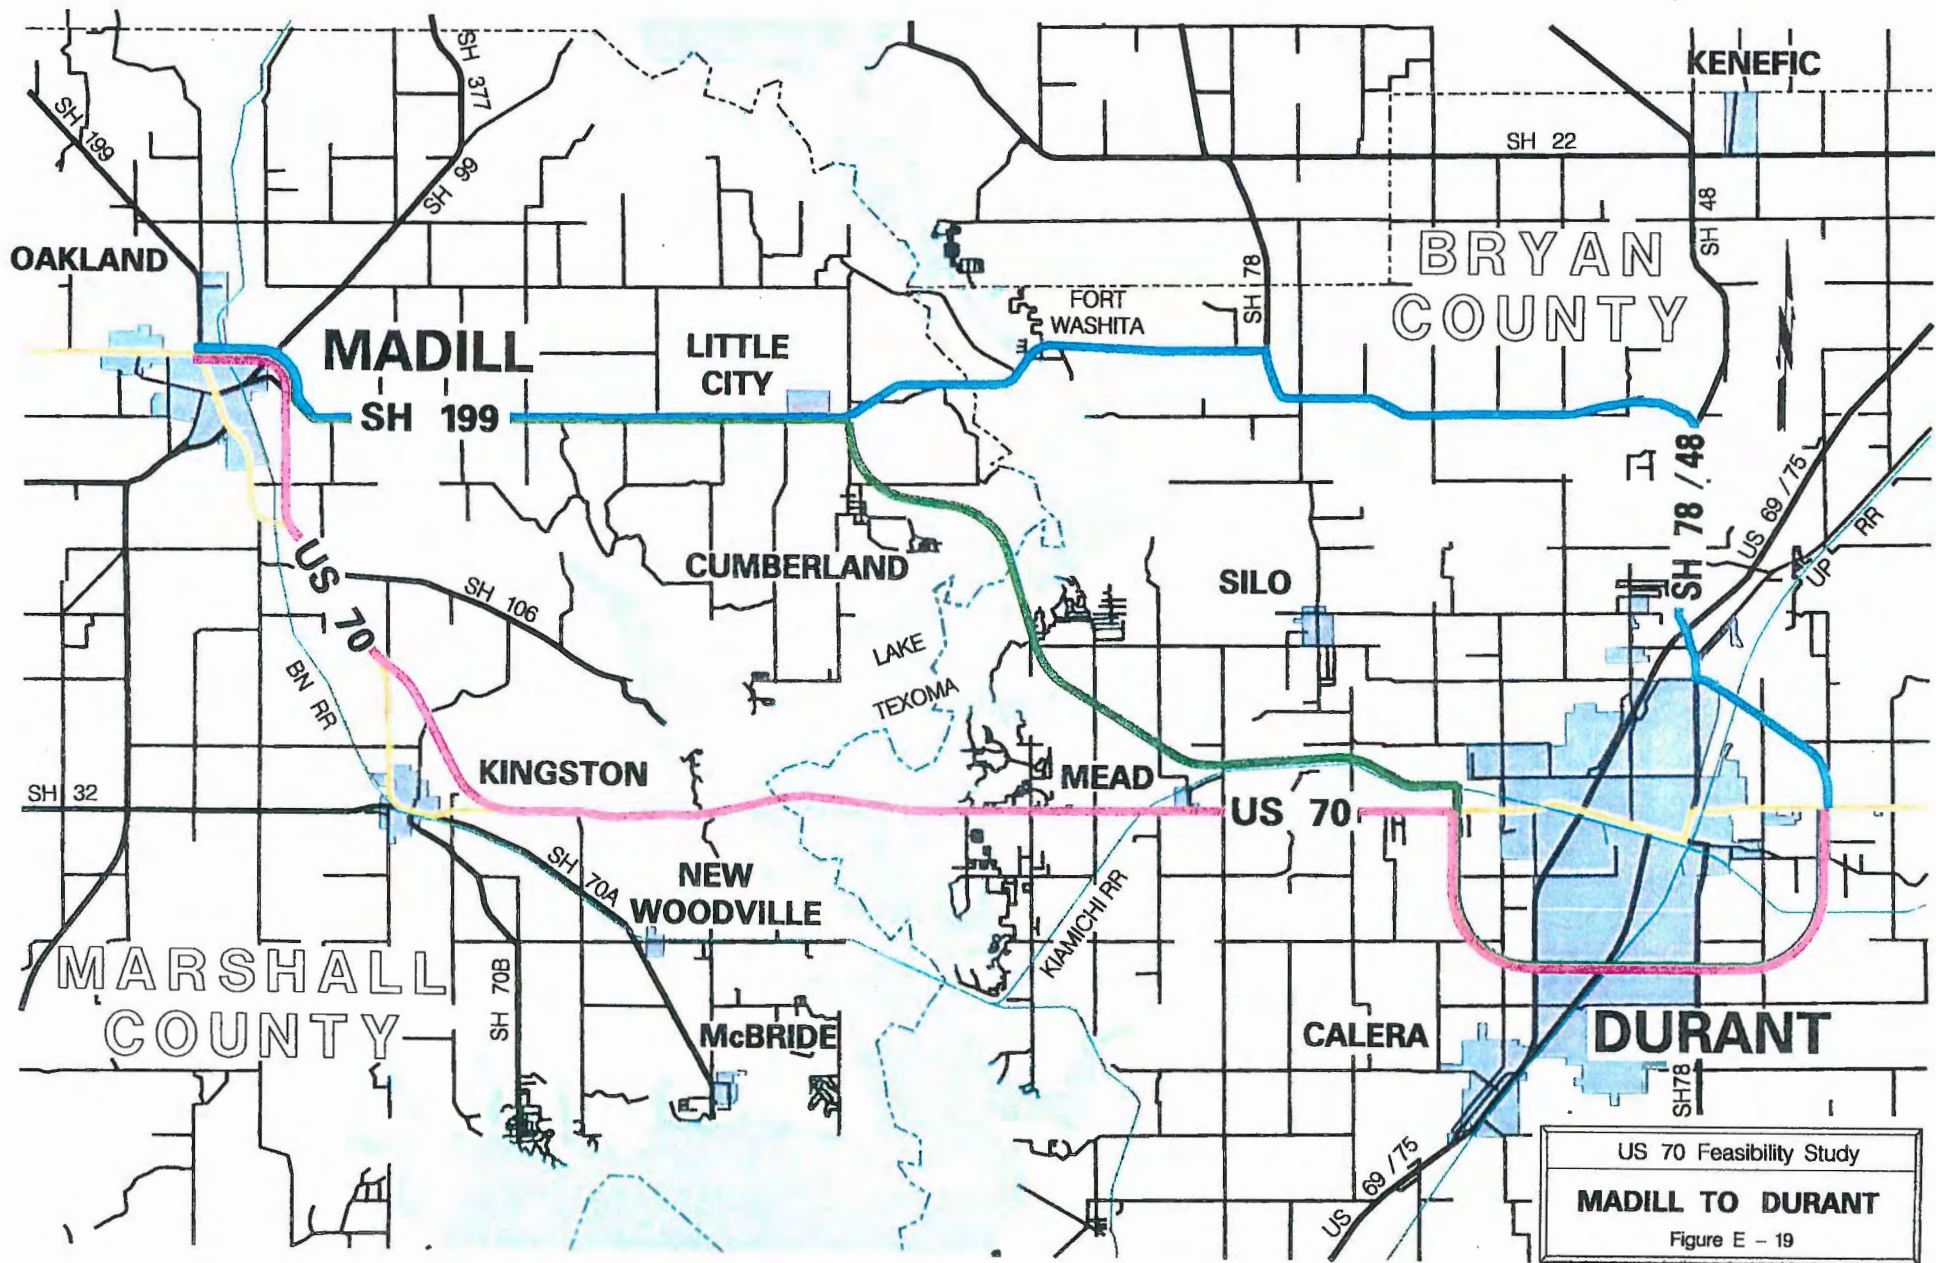 KENEFIC
SH 377
SH 199
SH 22
SH 99
SH 48
OAKLAND
BRYAN
COUNTY
SH 78
FORT
WASHITA
MADILL
LITTLE
CITY
SH 199
SH 78 / 48
US 69 / 75
UP RR
US 70
CUMBERLAND
SILO
SH 106
LAKE
TEXOMA
BN RR
KINGSTON
MEAD
SH 32
US 70
SH 70A
NEW
WOODVILLE
KIAMICHI RR
MARSHALL
COUNTY
SH 70B
McBRIDE
CALERA
DURANT
SH78
US 69 / 75
US 70 Feasibility Study
MADILL TO DURANT
Figure E - 19